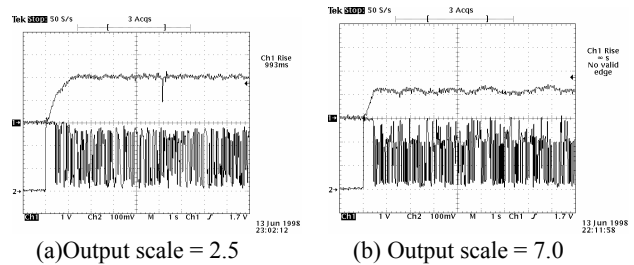 Tek Stop: 50 S/s
3 Acqs
Ch1 Rise
993ms
1
2
Ch1 1 V Ch2 100mV M 1 s Ch1 ƒ 1.7 V
13 Jun 1998
23:02:12
(a)Output scale = 2.5
Tek Stop: 50 S/s
3 Acqs
Ch1 Rise
∞ s
No valid
edge
1
2
Ch1 1 V Ch2 100mV M 1 s Ch1 ƒ 1.7 V
13 Jun 1998
22:11:58
(b) Output scale = 7.0